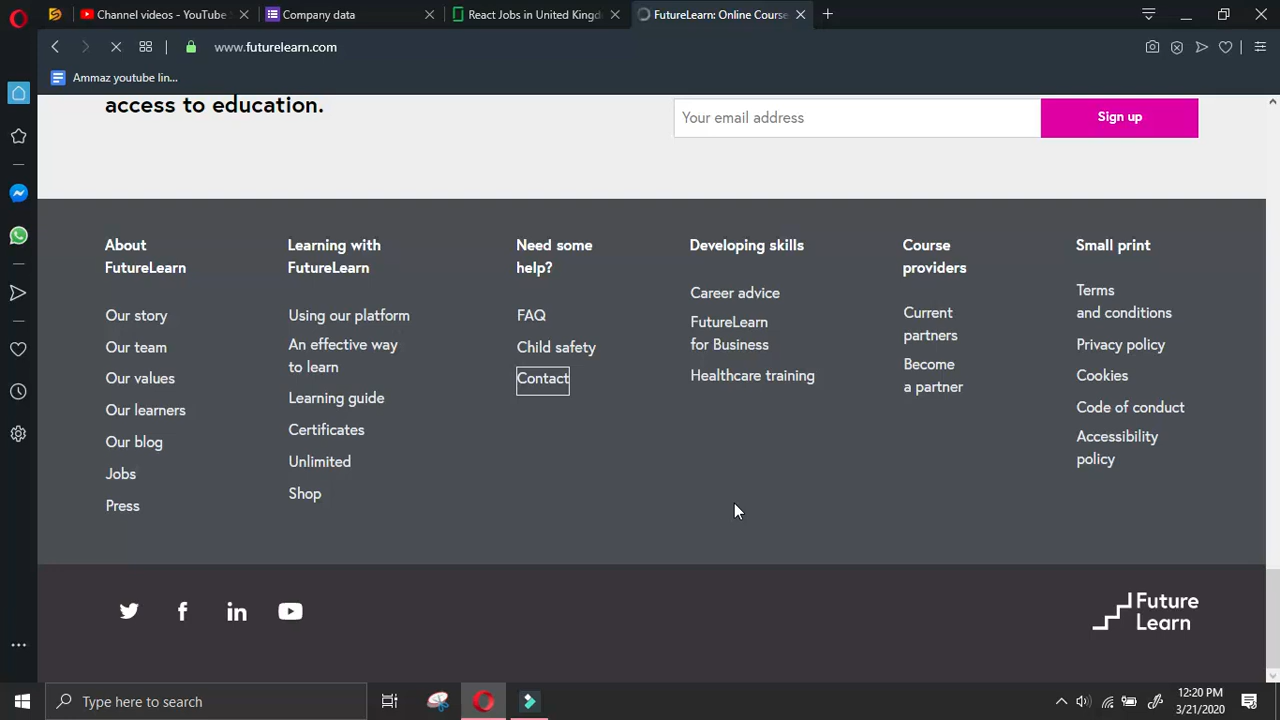 Channel videos - YouTube
Company data
React Jobs in United Kingd
FutureLearn: Online Course
www.futurelearn.com
Ammaz youtube lin...
access to education.
Your email address
Sign up
About
FutureLearn
Our story
Our team
Our values
Our learners
Our blog
Jobs
Press
Learning with
FutureLearn
Using our platform
An effective way
to learn
Learning guide
Certificates
Unlimited
Shop
Need some
help?
FAQ
Child safety
Contact
Developing skills
Career advice
FutureLearn
for Business
Healthcare training
Course
providers
Current
partners
Become
a partner
Small print
Terms
and conditions
Privacy policy
Cookies
Code of conduct
Accessibility
policy
Future
Learn
Type here to search
12:20 PM
3/21/2020